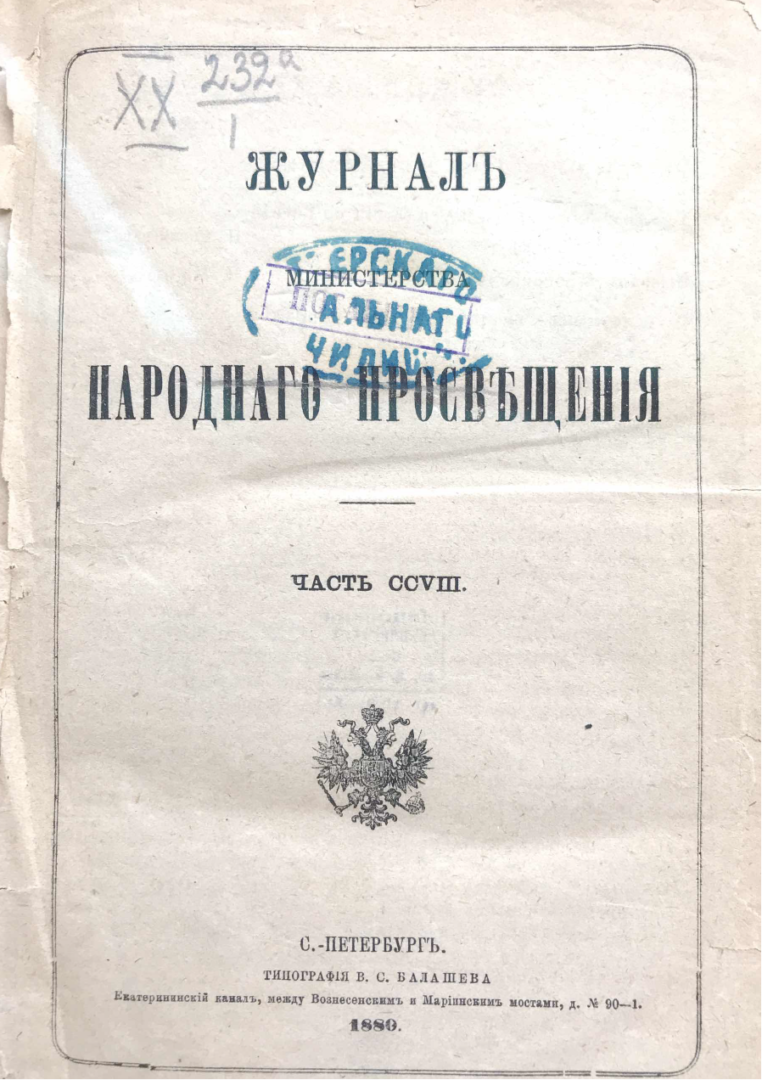 XX 232а
I
ЖУРНАЛЪ
МИНИСТЕРСТВА
НАРОДНАГО ПРОСВѢЩЕНІЯ
ЧАСТЬ CCVIII.
С.-ПЕТЕРБУРГЪ.
ТИПОГРАФІЯ В. С. БАЛАШЕВА
Екатерининскій каналъ, между Вознесенскимъ и Маріинскимъ мостами, д. № 90—1.
1880.